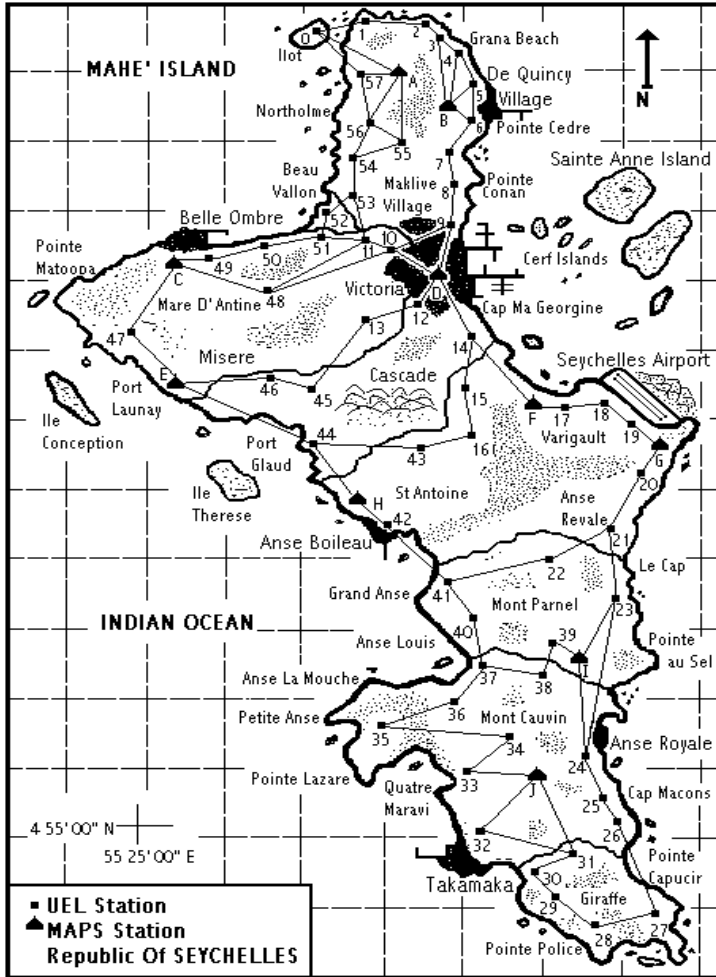 MAHE' ISLAND
0
1
2
3
4
Grana Beach
Ilot
57
A
5
De Quincy
Village
N
Northolme
B
6
Pointe Cedre
56
55
7
Sainte Anne Island
Beau
Vallon
54
53
Maklive
Village
8
Pointe
Conan
Belle Ombre
52
9
51
11
10
Cerf Islands
Pointe
Matoopa
C
49
50
48
Victoria
D
Mare D'Antine
12
Cap Ma Georgine
13
47
14
Misere
Seychelles Airport
Port
Launay
E
46
45
Cascade
15
F
17
18
19
Ile
Conception
Port
Glaud
44
43
16
Varigault
G
20
Ile
Therese
H
St Antoine
Anse
Revale
42
21
Anse Boileau
22
Le Cap
Grand Anse
41
Mont Parnel
23
INDIAN OCEAN
40
39
Anse Louis
I
Pointe
au Sel
Anse La Mouche
37
38
Petite Anse
36
Mont Cauvin
35
34
Anse Royale
24
Pointe Lazare
Quatre
Maravi
33
J
25
Cap Macons
4 55' 00" N
55 25' 00" E
32
26
31
Pointe
Capucir
Takamaka
30
Giraffe
29
28
27
Pointe Police
UEL Station
MAPS Station
Republic Of SEYCHELLES